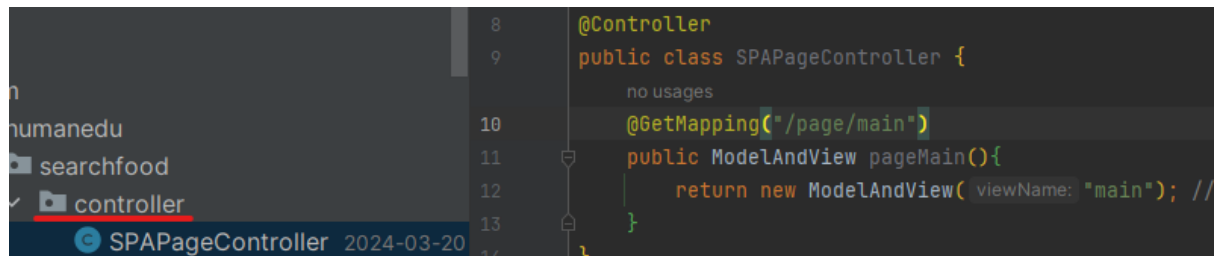 humanedu
searchfood
controller
SPAPageController 2024-03-20
8 @Controller
9 public class SPAPageController {
no usages
10 @GetMapping("/page/main")
11 public ModelAndView pageMain(){
12 return new ModelAndView( viewName: "main"); //
13 }
}